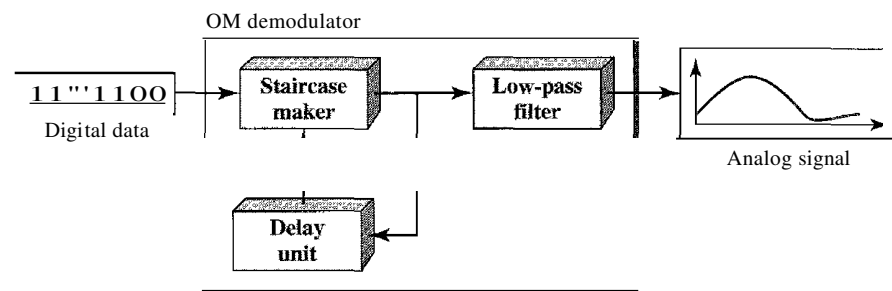 OM demodulator
11"'1100
Digital data
Staircase
maker
Low-pass
filter
Analog signal
Delay
unit